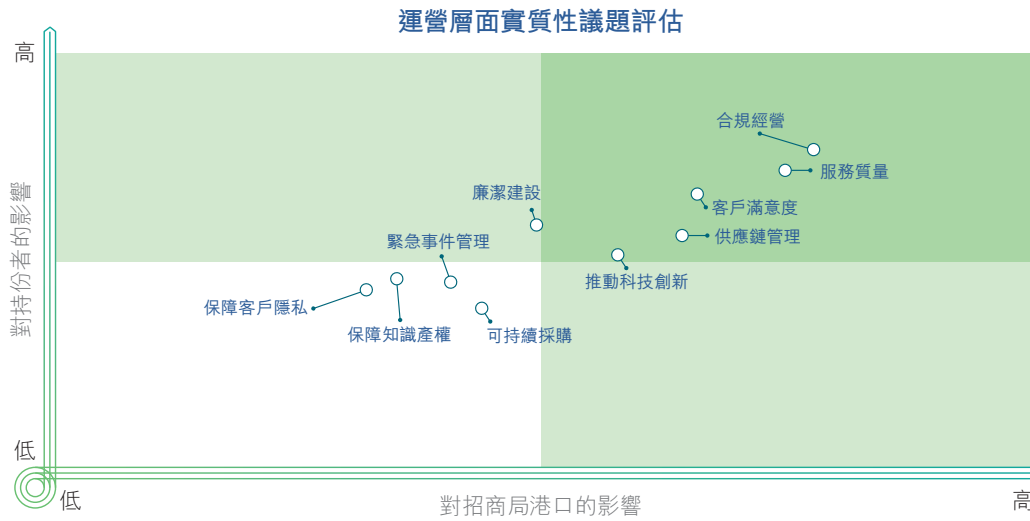 運營層面實質性議題評估
高
合規經營
服務質量
廉潔建設
客戶滿意度
對持份者的影響
緊急事件管理
供應鏈管理
推動科技創新
保障客戶隱私
保障知識產權
可持續採購
低
低
對招商局港口的影響
高